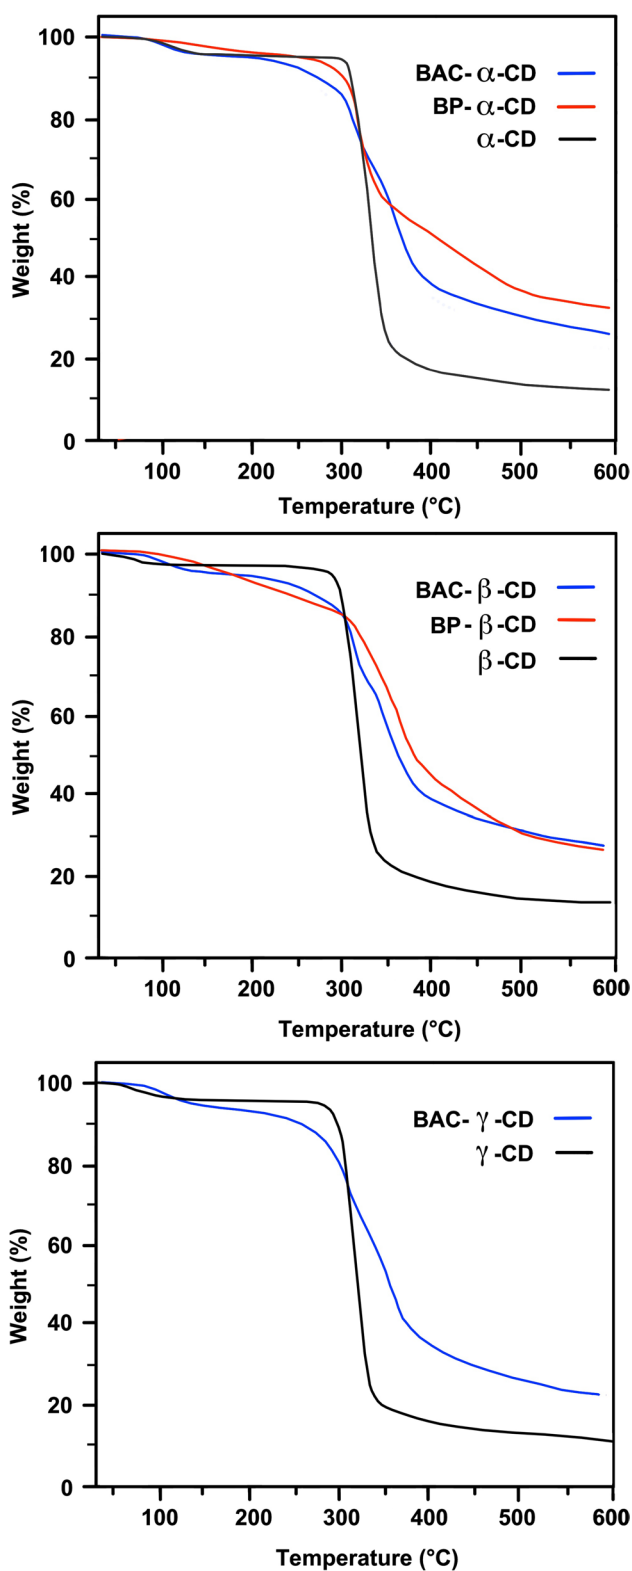 100
80
60
40
20
0
Weight (%)
BAC- α -CD
BP- α -CD
α -CD
100 200 300 400 500 600
Temperature (°C)
100
80
60
40
20
0
Weight (%)
BAC- β -CD
BP- β -CD
β -CD
100 200 300 400 500 600
Temperature (°C)
100
80
60
40
20
0
Weight (%)
BAC- γ -CD
γ -CD
100 200 300 400 500 600
Temperature (°C)